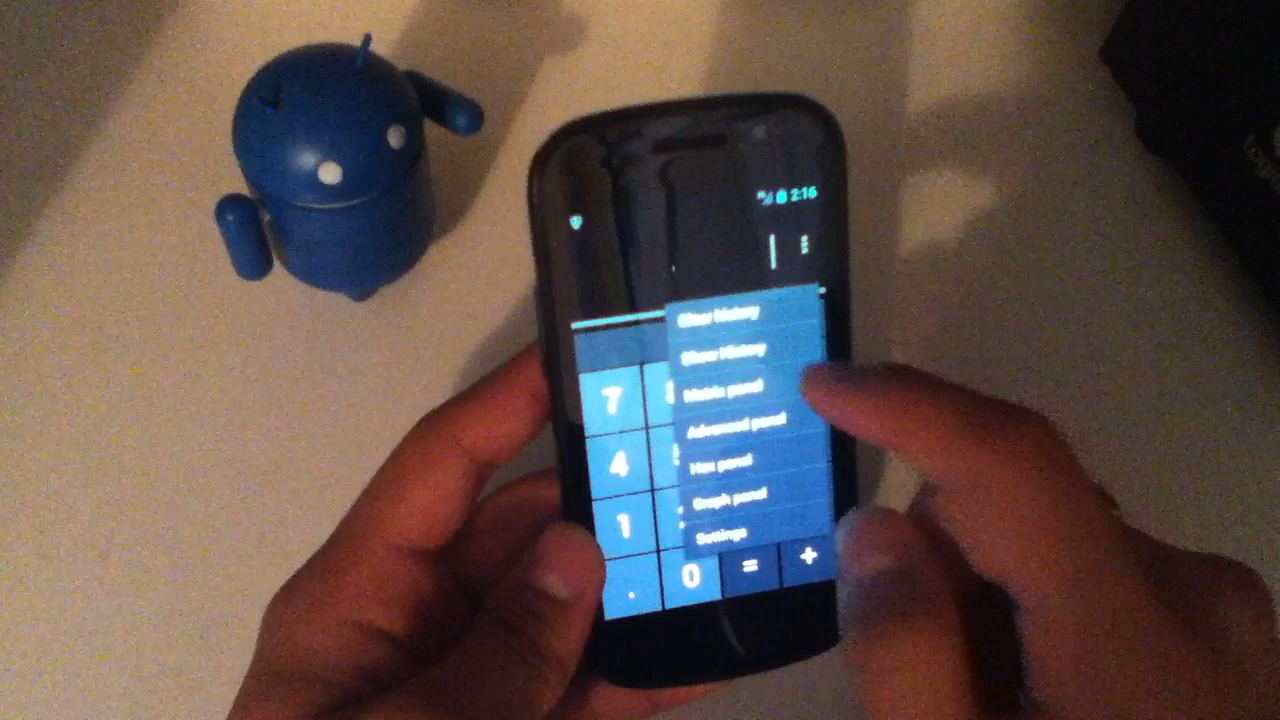 2:16
Clear history
Show History
Matrix panel
7
Advanced panel
4
Hex panel
Graph panel
1
Settings
. 0 = +